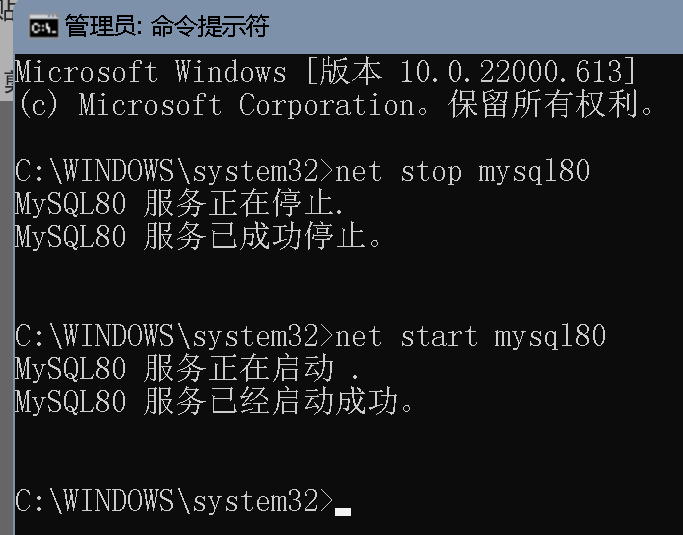 贴
管理员: 命令提示符
剪
Microsoft Windows [版本 10.0.22000.613]
(c) Microsoft Corporation。保留所有权利。
C:\WINDOWS\system32>net stop mysql80
MySQL80 服务正在停止.
MySQL80 服务已成功停止。
C:\WINDOWS\system32>net start mysql80
MySQL80 服务正在启动 .
MySQL80 服务已经启动成功。
C:\WINDOWS\system32>